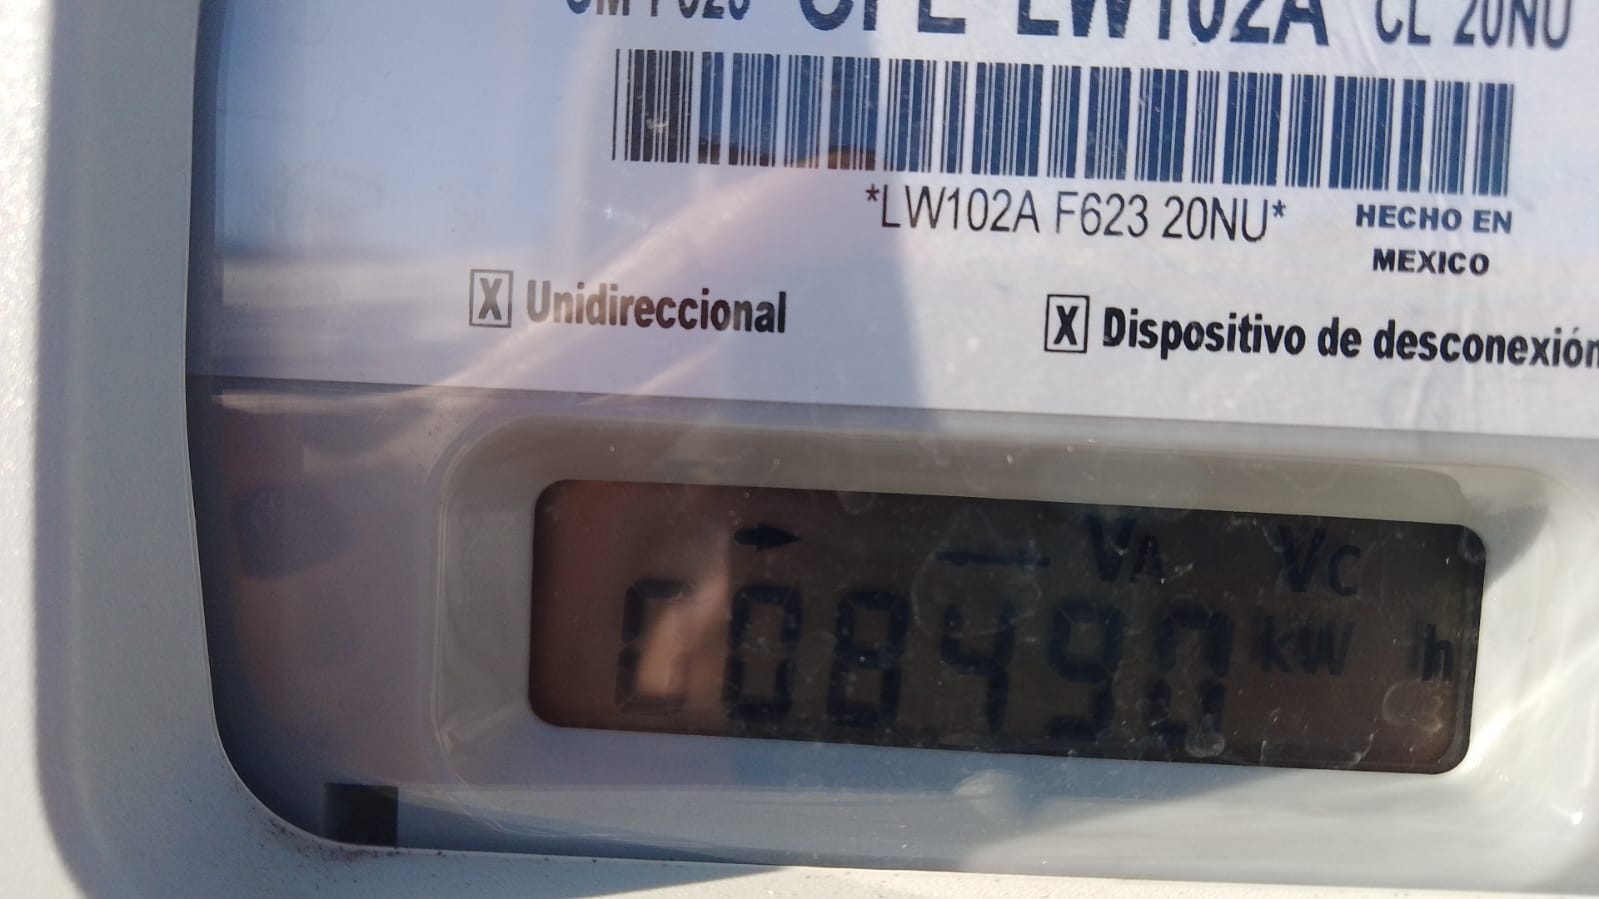 CFE LW102A CL 20NU
*LW102A F623 20NU*
HECHO EN
MEXICO
X Unidireccional
X Dispositivo de desconexión
VA VC
C08490 kW h